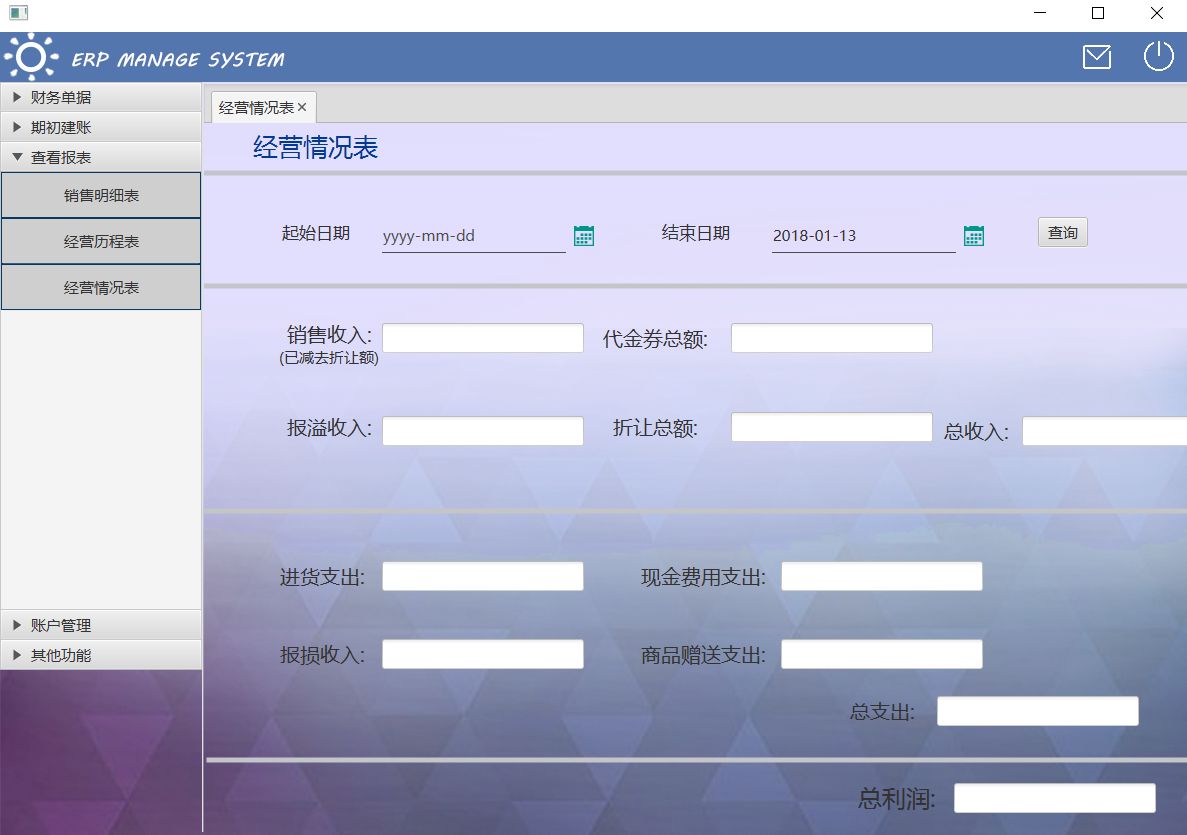 ERP MANAGE SYSTEM
财务单据
期初建账
查看报表
销售明细表
经营历程表
经营情况表
账户管理
其他功能
经营情况表
经营情况表
起始日期 yyyy-mm-dd 结束日期 2018-01-13 查询
销售收入: 代金券总额:
(已减去折让额)
报溢收入: 折让总额: 总收入:
进货支出: 现金费用支出:
报损收入: 商品赠送支出:
总支出:
总利润: